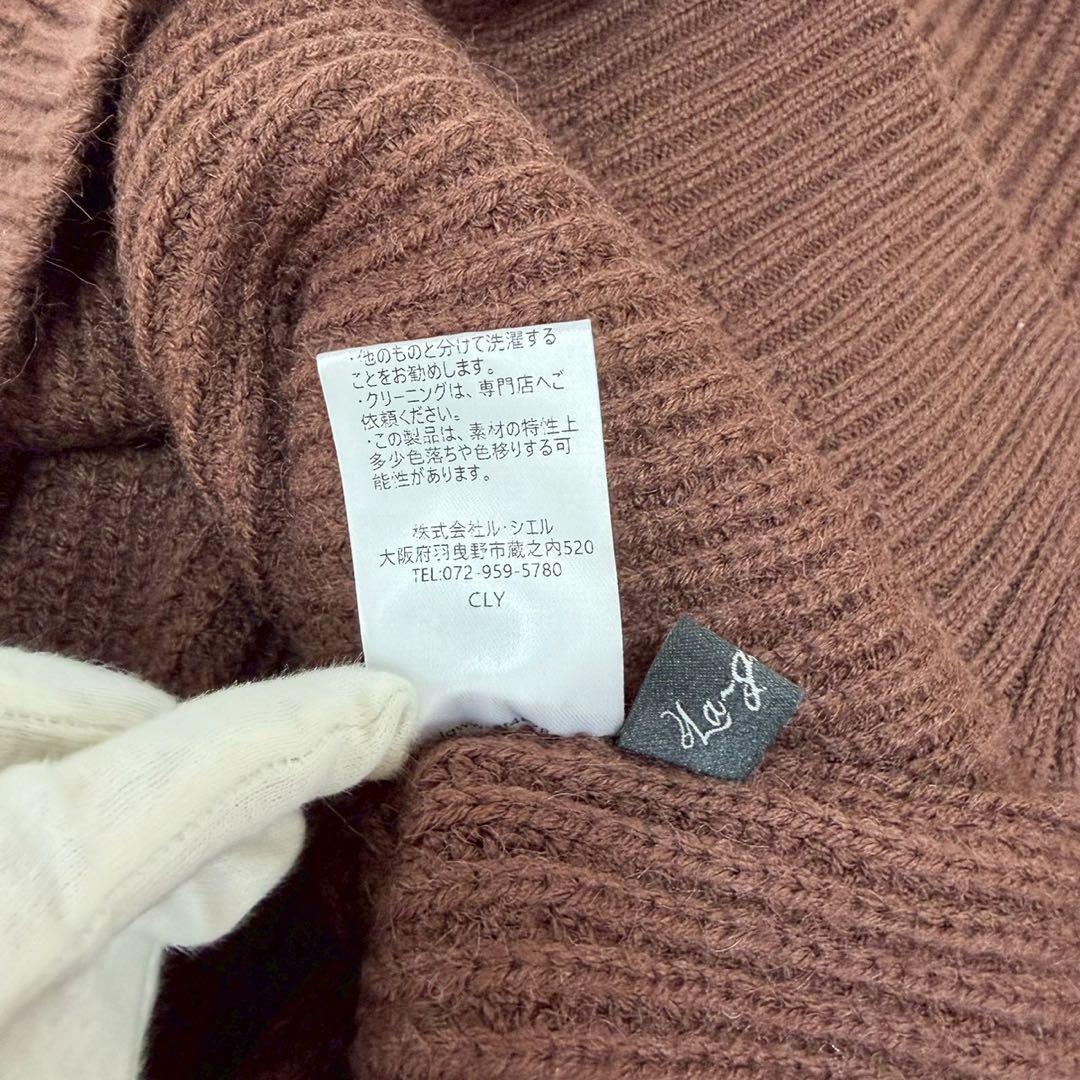 ・他のものと分けて洗濯する
ことをお勧めします。
・クリーニングは、専門店へご
依頼ください。
・この製品は、素材の特性上
多少色落ちや色移りする可
能性があります。
株式会社ル・シエル
大阪府羽曳野市蔵之内520
TEL:072-959-5780
CLY